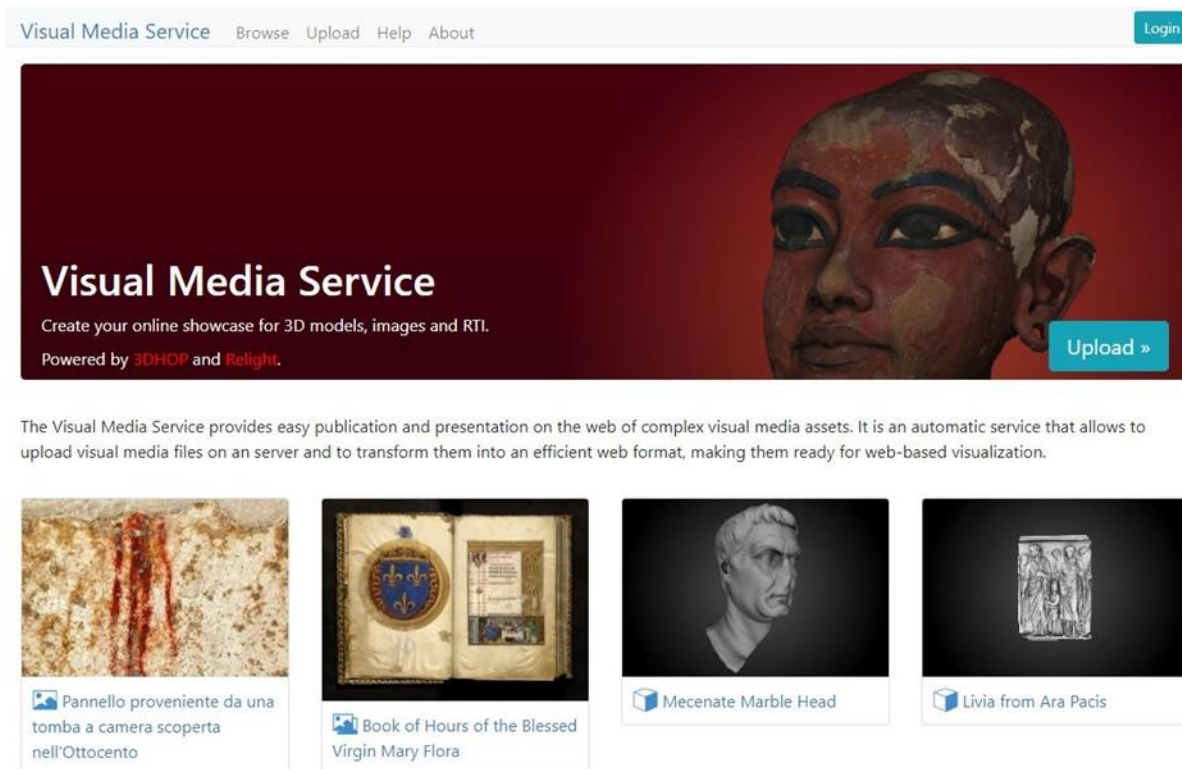 Visual Media Service Browse Upload Help About Login
Visual Media Service
Create your online showcase for 3D models, images and RTI.
Powered by 3DHOP and Relight.
Upload »
The Visual Media Service provides easy publication and presentation on the web of complex visual media assets. It is an automatic service that allows to
upload visual media files on an server and to transform them into an efficient web format, making them ready for web-based visualization.
Pannello proveniente da una
tomba a camera scoperta
nell'Ottocento
Book of Hours of the Blessed
Virgin Mary Flora
Mecenate Marble Head
Livia from Ara Pacis